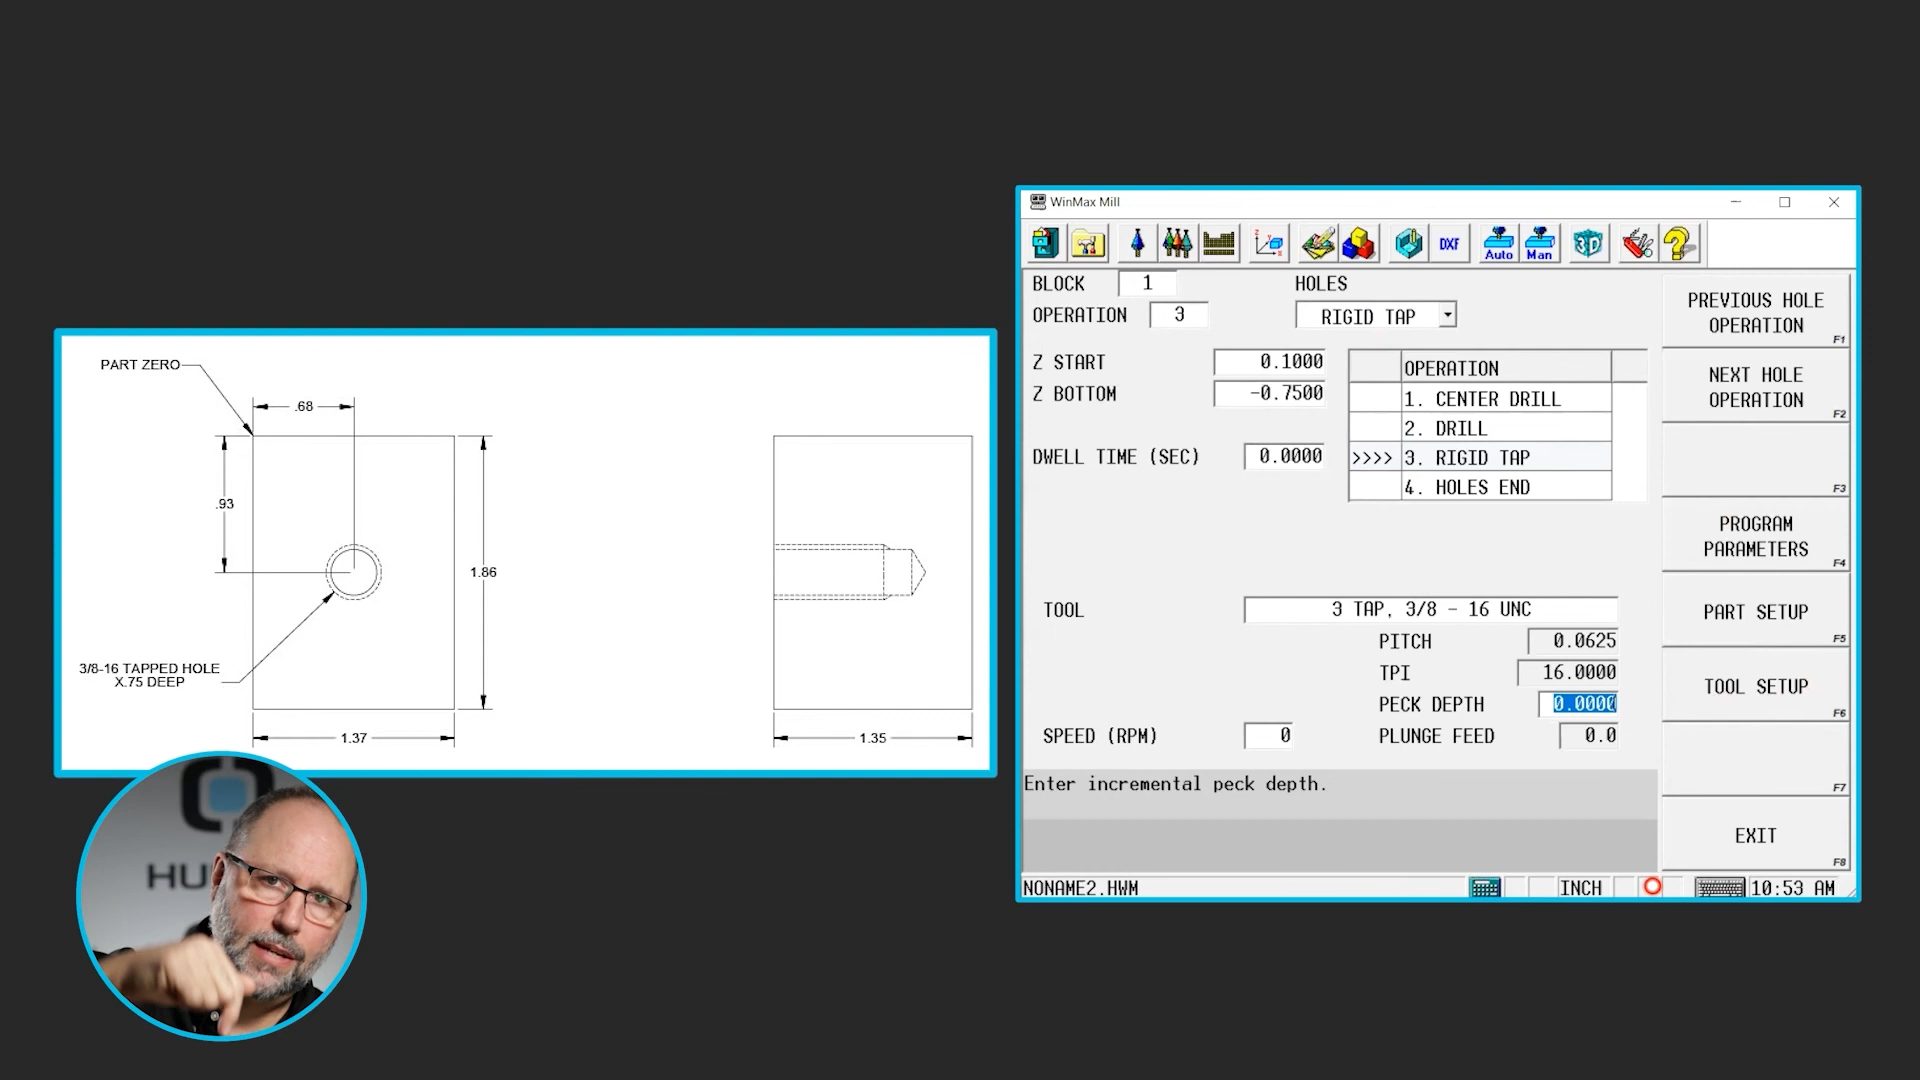 PART ZERO
.68
.93
1.86
3/8-16 TAPPED HOLE
X.75 DEEP
1.37
1.35
HU
WinMax Mill
DXF
Auto
Man
3D
BLOCK 1
HOLES
OPERATION 3
RIGID TAP
Z START 0.1000
Z BOTTOM -0.7500
DWELL TIME (SEC) 0.0000
OPERATION
1. CENTER DRILL
2. DRILL
>>>> 3. RIGID TAP
4. HOLES END
TOOL 3 TAP, 3/8 - 16 UNC
PITCH 0.0625
TPI 16.0000
PECK DEPTH 0.0000
SPEED (RPM) 0
PLUNGE FEED 0.0
Enter incremental peck depth.
PREVIOUS HOLE
OPERATION
F1
NEXT HOLE
OPERATION
F2
F3
PROGRAM
PARAMETERS
F4
PART SETUP
F5
TOOL SETUP
F6
F7
EXIT
F8
NONAME2.HWM
INCH
10:53 AM